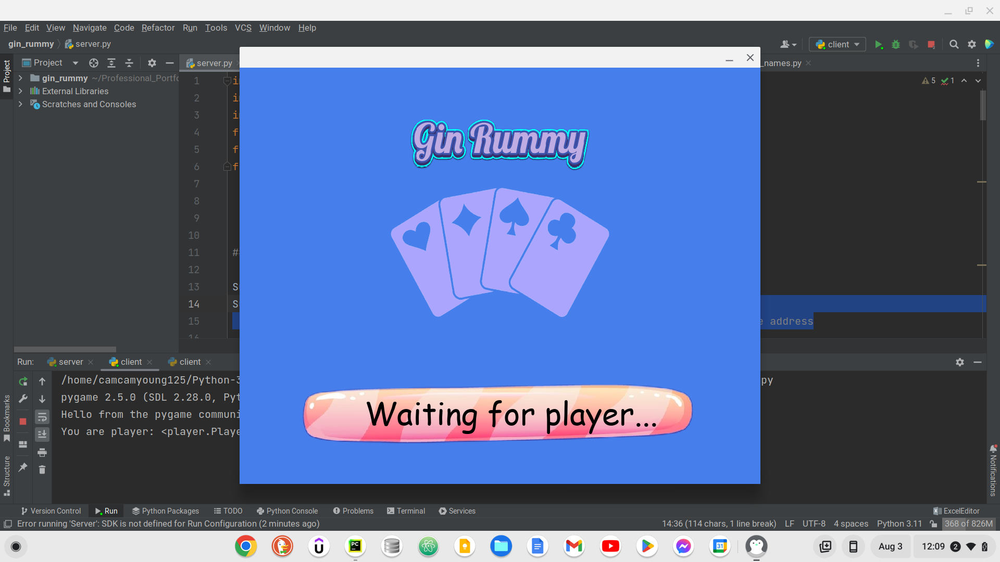 File Edit View Navigate Code Refactor Run Tools VCS Window Help
gin_rummy server.py
client
Project
server.py
_names.py
gin_rummy ~/Professional_Portfo
External Libraries
Scratches and Consoles
5 1
1
2
3
4
5
6
7
8
9
10
11
12
13
14
15
16
Gin Rummy
Waiting for player...
e address
Project
Bookmarks
Structure
Notifications
Run: server client client
/home/camcamyoung125/Python-3
py
pygame 2.5.0 (SDL 2.28.0, Pyt
Hello from the pygame communi
You are player: <player.Playe
Version Control Run Python Packages TODO Python Console Problems Terminal Services ExcelEditor
Error running 'Server': SDK is not defined for Run Configuration (2 minutes ago) 14:36 (114 chars, 1 line break) LF UTF-8 4 spaces Python 3.11 368 of 826M
PC
31
Aug 3 12:09 2